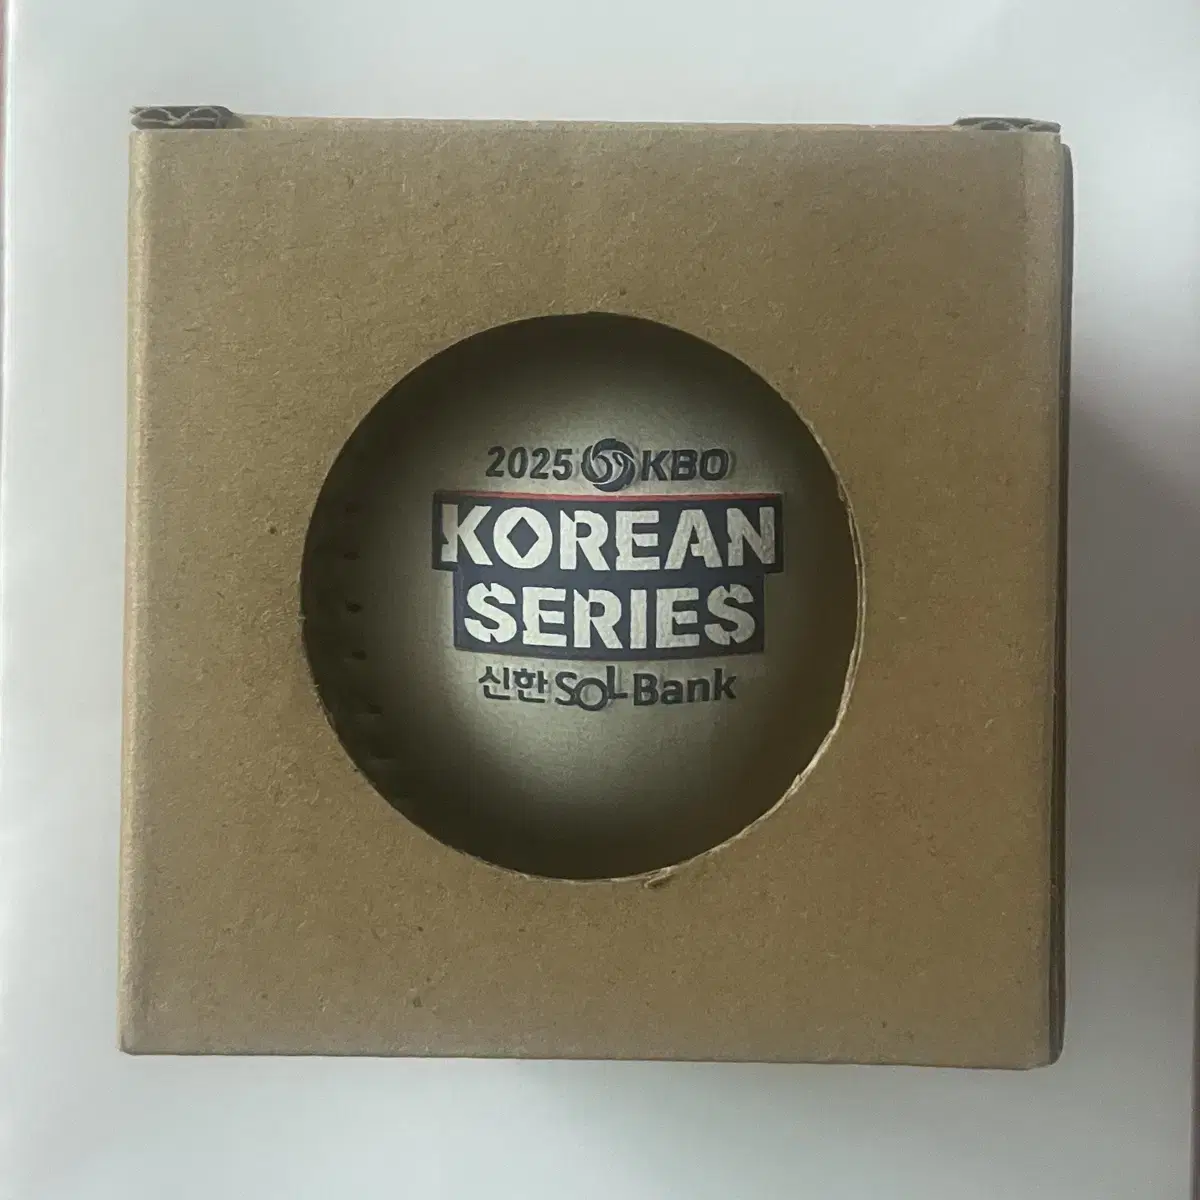 2025 KBO
KOREAN
SERIES
신한 SOL Bank